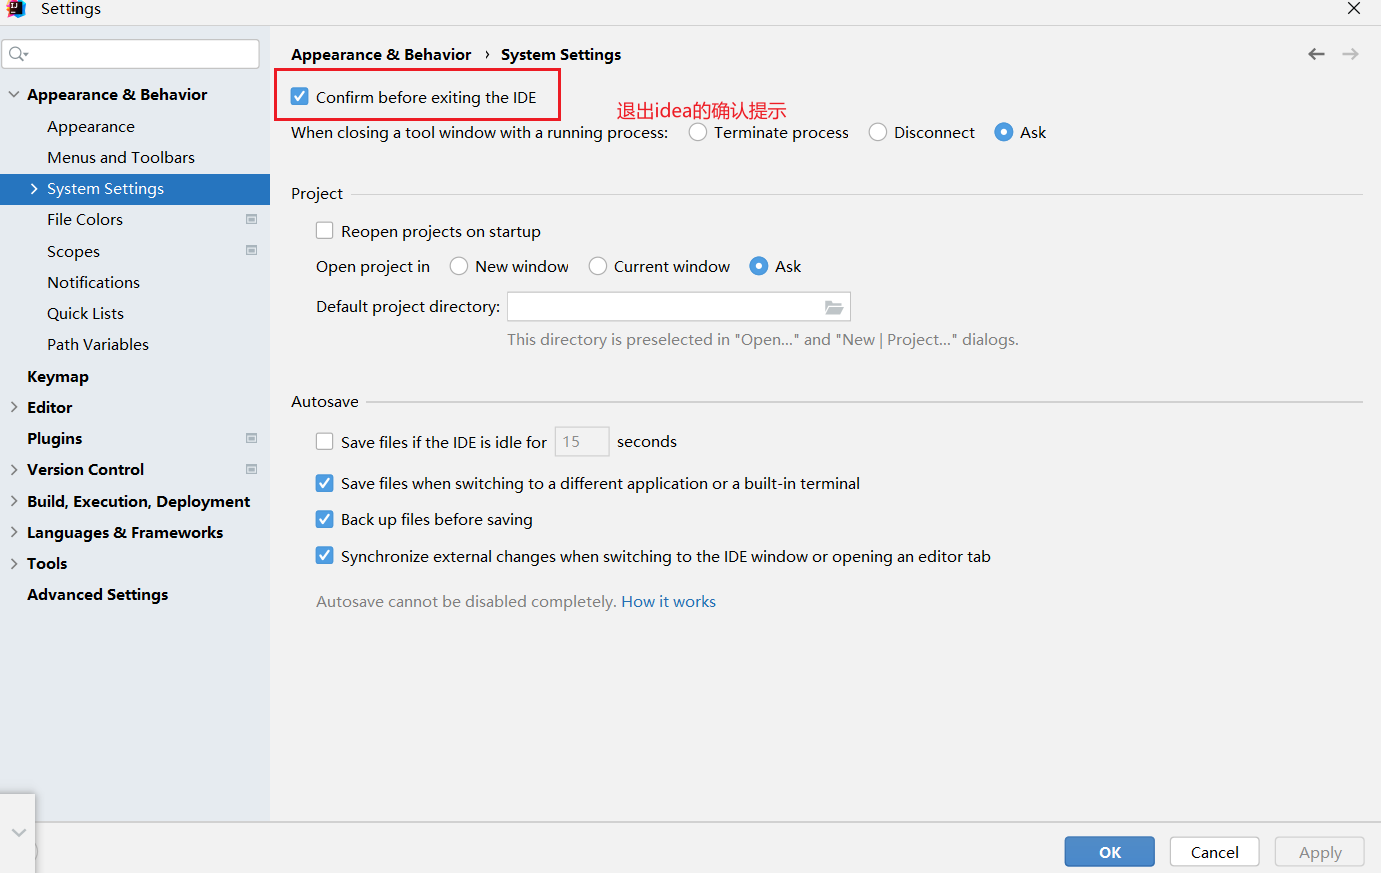 Settings
Appearance & Behavior
Appearance
Menus and Toolbars
System Settings
File Colors
Scopes
Notifications
Quick Lists
Path Variables
Keymap
Editor
Plugins
Version Control
Build, Execution, Deployment
Languages & Frameworks
Tools
Advanced Settings
Appearance & Behavior › System Settings
Confirm before exiting the IDE
退出idea的确认提示
When closing a tool window with a running process: Terminate process Disconnect Ask
Project
Reopen projects on startup
Open project in New window Current window Ask
Default project directory:
This directory is preselected in "Open..." and "New | Project..." dialogs.
Autosave
Save files if the IDE is idle for 15 seconds
Save files when switching to a different application or a built-in terminal
Back up files before saving
Synchronize external changes when switching to the IDE window or opening an editor tab
Autosave cannot be disabled completely. How it works
OK Cancel Apply